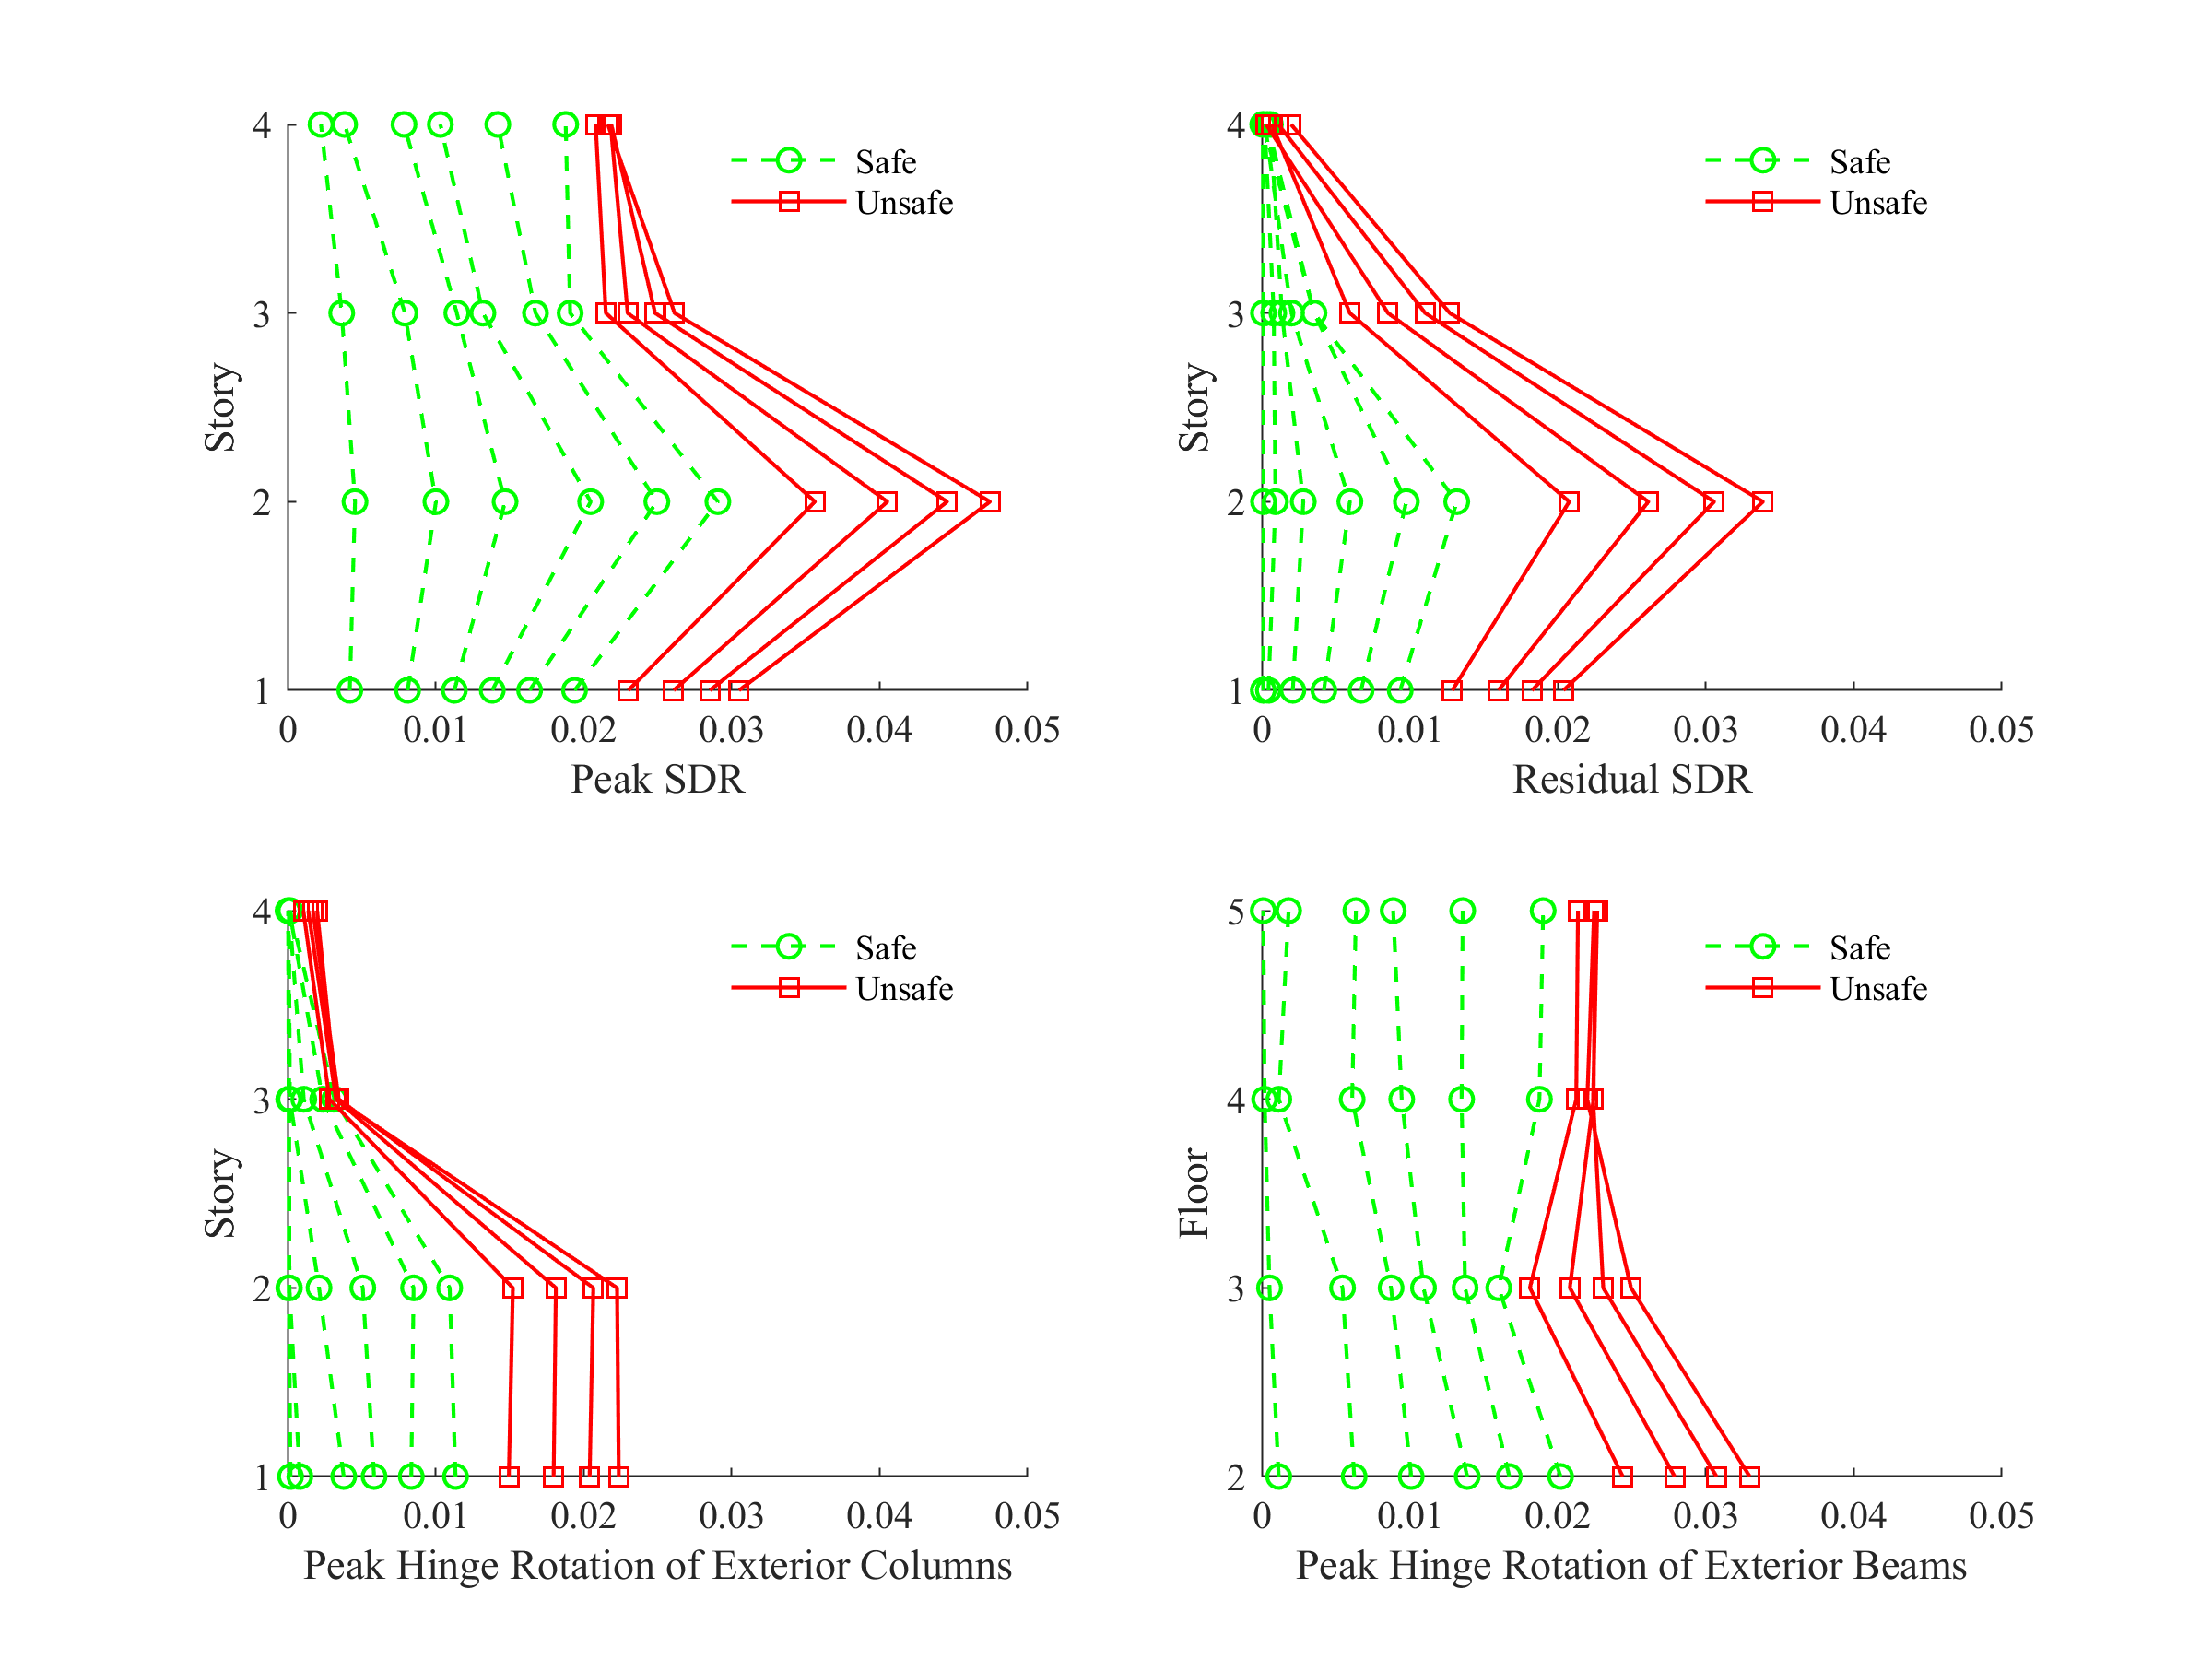 4
3
2
1
Story
0 0.01 0.02 0.03 0.04 0.05
Peak SDR
Safe
Unsafe
4
3
2
1
Story
0 0.01 0.02 0.03 0.04 0.05
Residual SDR
Safe
Unsafe
4
3
2
1
Story
0 0.01 0.02 0.03 0.04 0.05
Peak Hinge Rotation of Exterior Columns
Safe
Unsafe
5
4
3
2
Floor
0 0.01 0.02 0.03 0.04 0.05
Peak Hinge Rotation of Exterior Beams
Safe
Unsafe